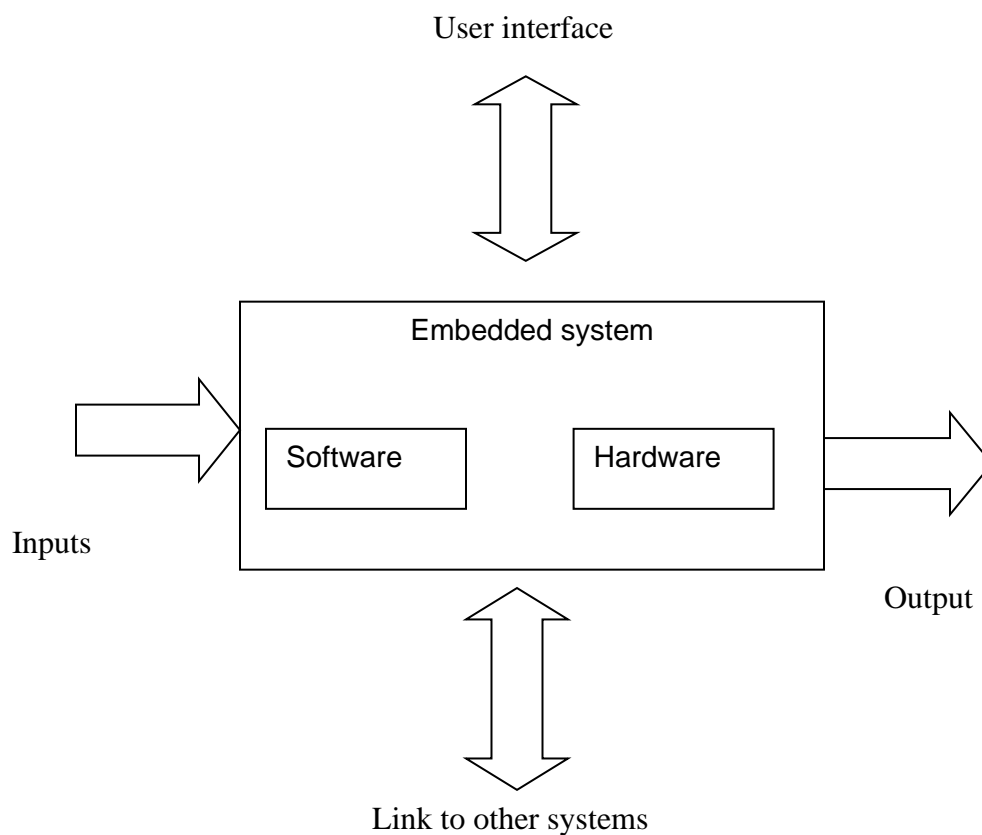 User interface
Embedded system
Software
Hardware
Inputs
Output
Link to other systems